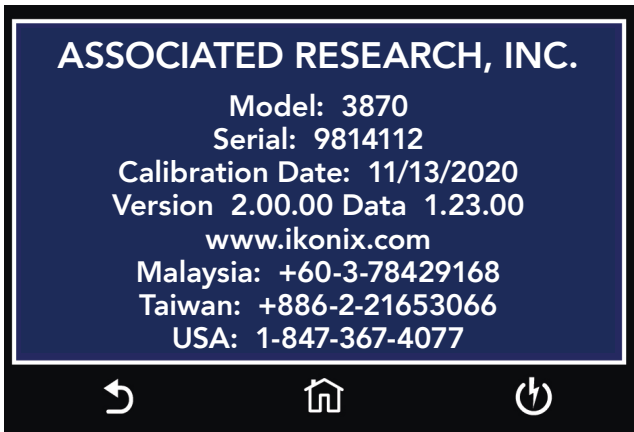 ASSOCIATED RESEARCH, INC.
Model: 3870
Serial: 9814112
Calibration Date: 11/13/2020
Version 2.00.00 Data 1.23.00
www.ikonix.com
Malaysia: +60-3-78429168
Taiwan: +886-2-21653066
USA: 1-847-367-4077